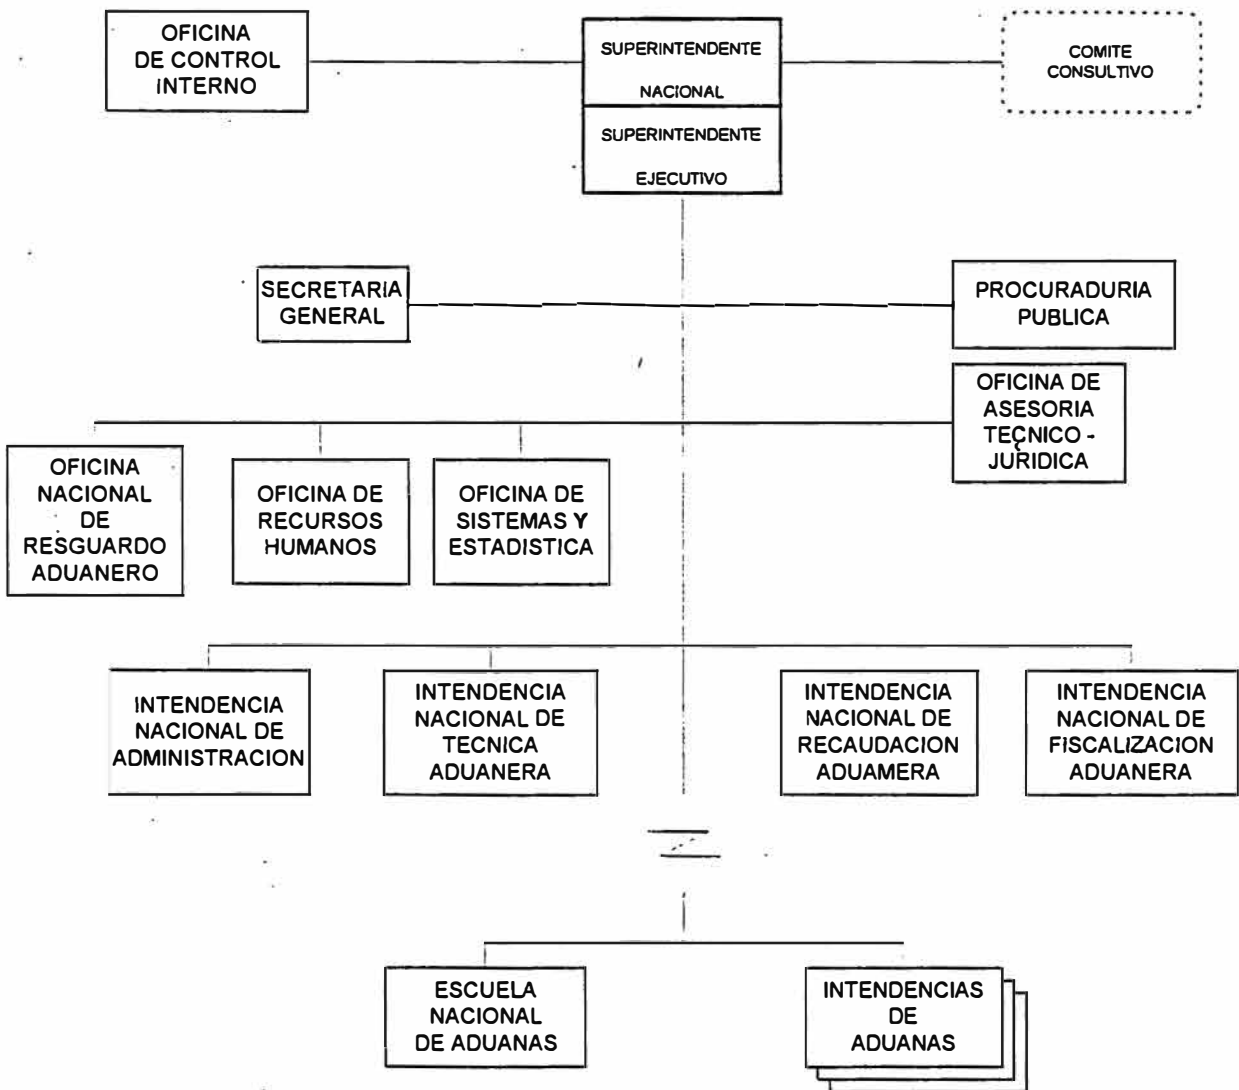 OFICINA
DE CONTROL
INTERNO
SUPERINTENDENTE
NACIONAL
SUPERINTENDENTE
EJECUTIVO
COMITE
CONSULTIVO
SECRETARIA
GENERAL
PROCURADURIA
PUBLICA
OFICINA DE
ASESORIA
TECNICO -
JURIDICA
OFICINA
NACIONAL
DE
RESGUARDO
ADUANERO
OFICINA DE
RECURSOS
HUMANOS
OFICINA DE
SISTEMAS Y
ESTADISTICA
INTENDENCIA
NACIONAL DE
ADMINISTRACION
INTENDENCIA
NACIONAL DE
TECNICA
ADUANERA
INTENDENCIA
NACIONAL DE
RECAUDACION
ADUAMERA
INTENDENCIA
NACIONAL DE
FISCALIZACION
ADUANERA
ESCUELA
NACIONAL
DE ADUANAS
INTENDENCIAS
DE
ADUANAS